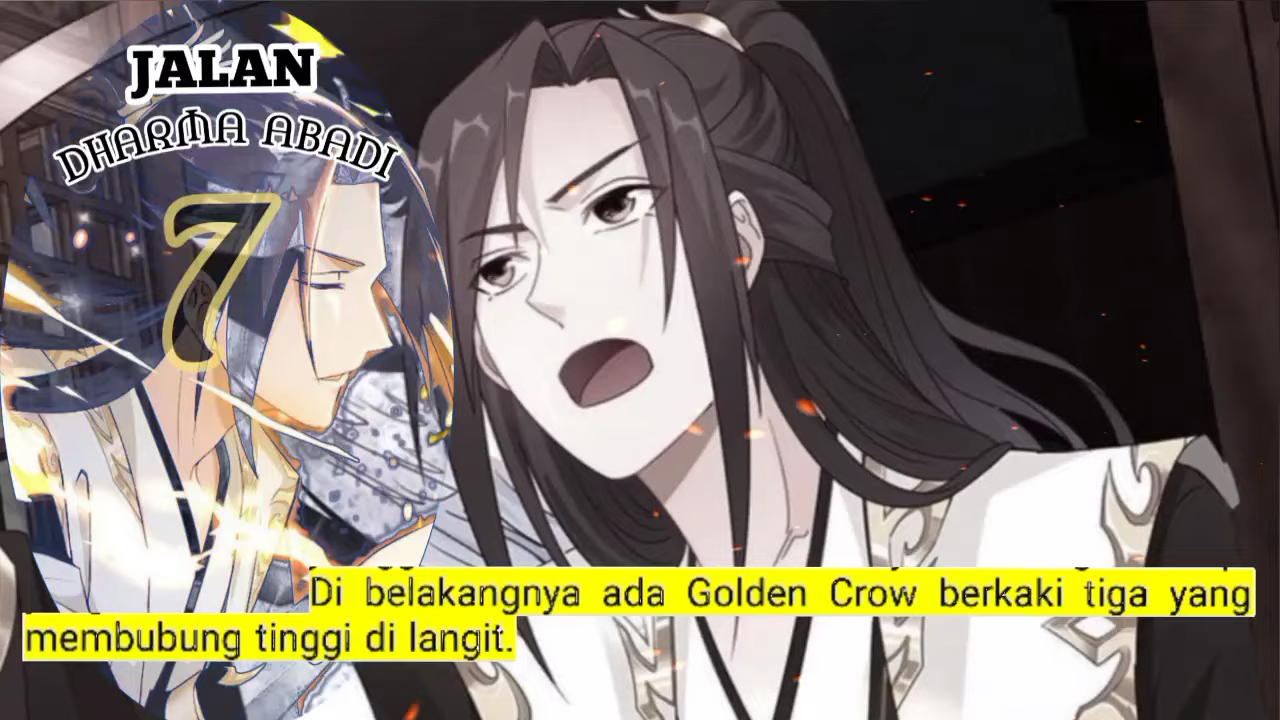 JALAN
DHARMA ABADI
7
Di belakangnya ada Golden Crow berkaki tiga yang
membubung tinggi di langit.